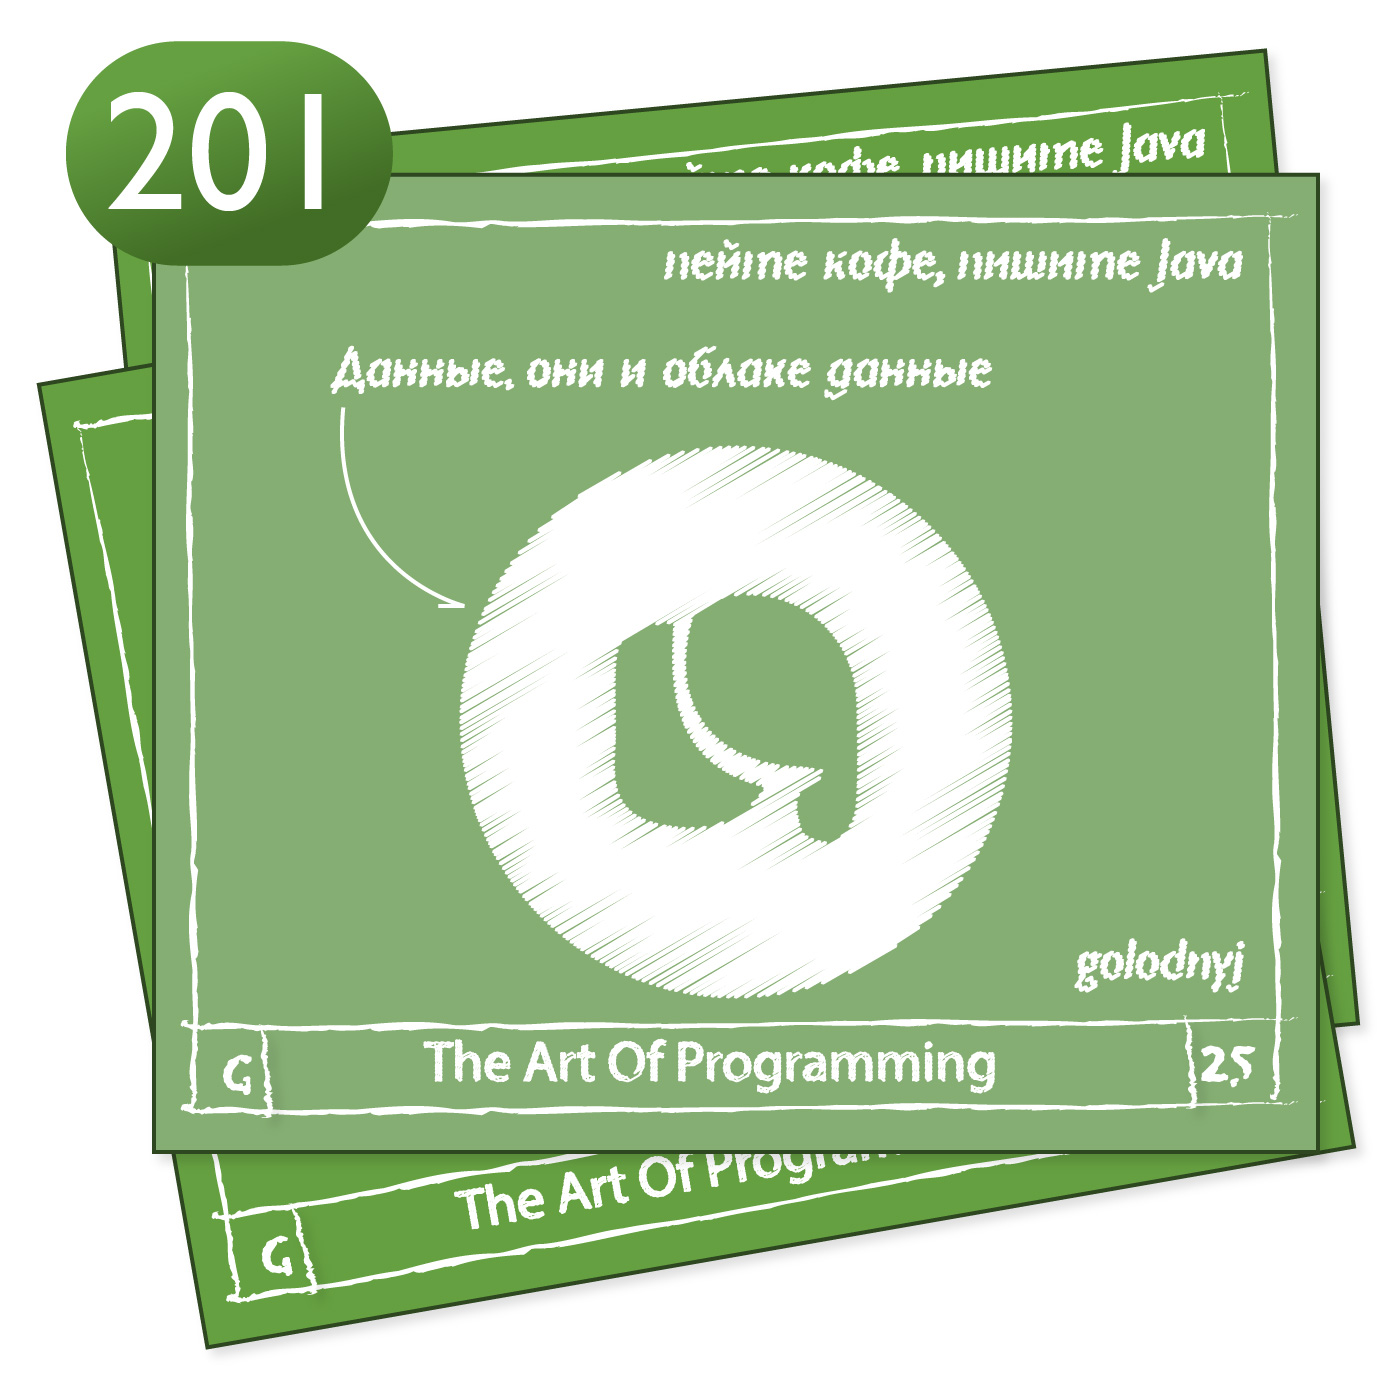 201
пейте кофе, пишите Java
пейте кофе, пишите Java
Данные, они и облаке данные
golodnyj
G
The Art Of Programming
25
The Art Of Program
G